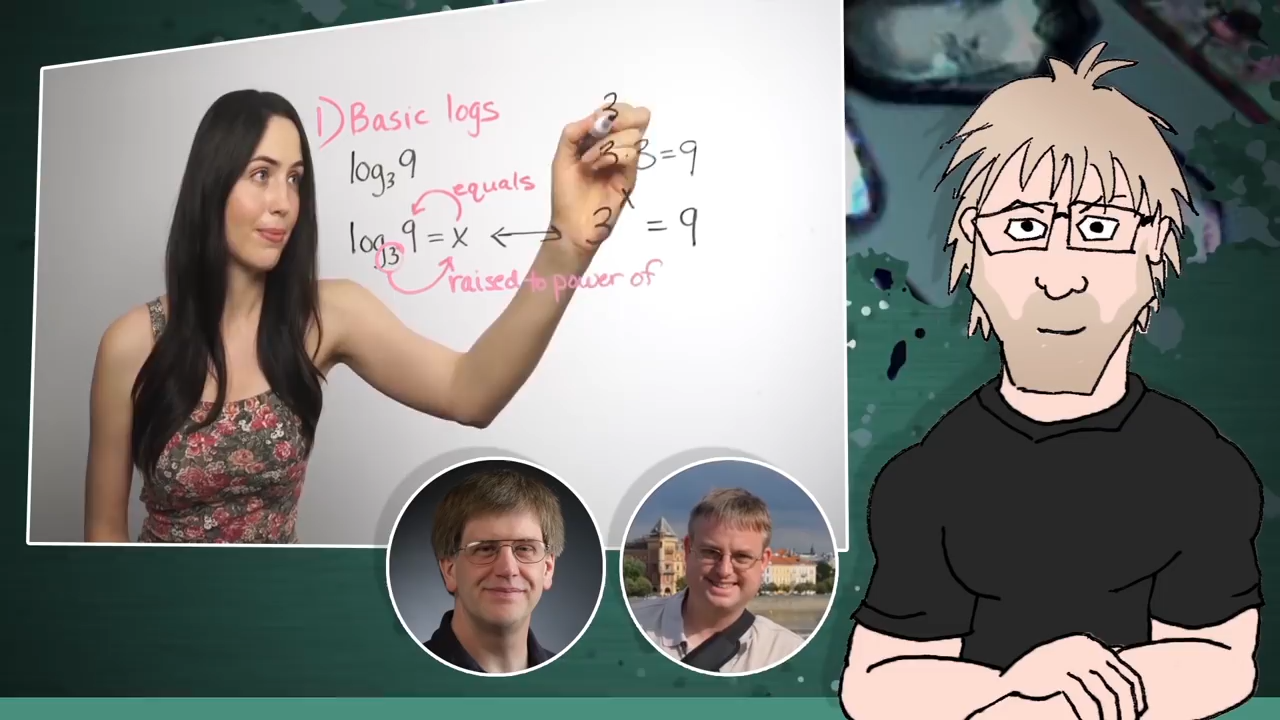 1) Basic logs
log₃9
equals
log₃9 = x ⟷
raised to power of
3
3·3=9
3ˣ = 9